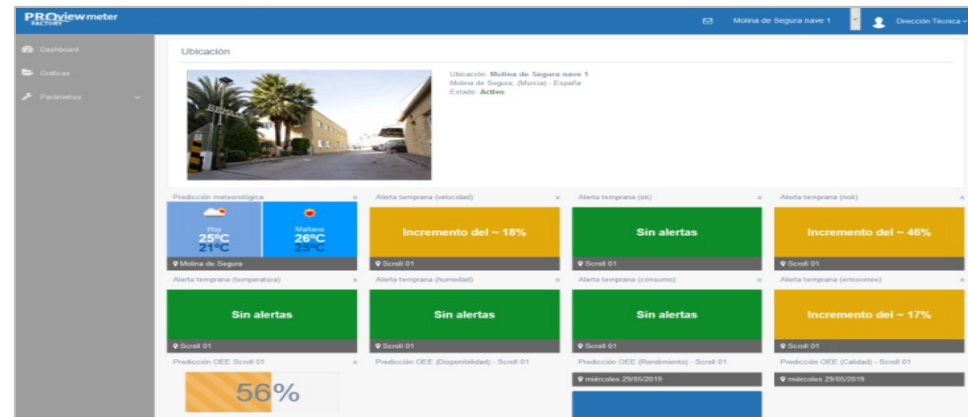 PROviewmeter
FACTORY
Molina de Segura nave 1
Dirección Técnica
Dashboard
Gráficas
Parámetros
Ubicación
Ubicación: Molina de Segura nave 1
Molina de Segura, (Murcia) - España
Estado: Activo
Predicción meteorológica
Alerta temprana (velocidad)
Alerta temprana (ok)
Alerta temprana (nok)
Hoy
25ºC
21ºC
Mañana
26ºC
25ºC
Incremento del ~ 18%
Sin alertas
Incremento del ~ 46%
Molina de Segura
Scroll 01
Scroll 01
Scroll 01
Alerta temprana (temperatura)
Alerta temprana (humedad)
Alerta temprana (consumo)
Alerta temprana (emisiones)
Sin alertas
Sin alertas
Sin alertas
Incremento del ~ 17%
Scroll 01
Scroll 01
Scroll 01
Scroll 01
Predicción OEE Scroll 01
Predicción OEE (Disponibilidad) - Scroll 01
Predicción OEE (Rendimiento) - Scroll 01
Predicción OEE (Calidad) - Scroll 01
56%
miércoles 29/05/2019
miércoles 29/05/2019